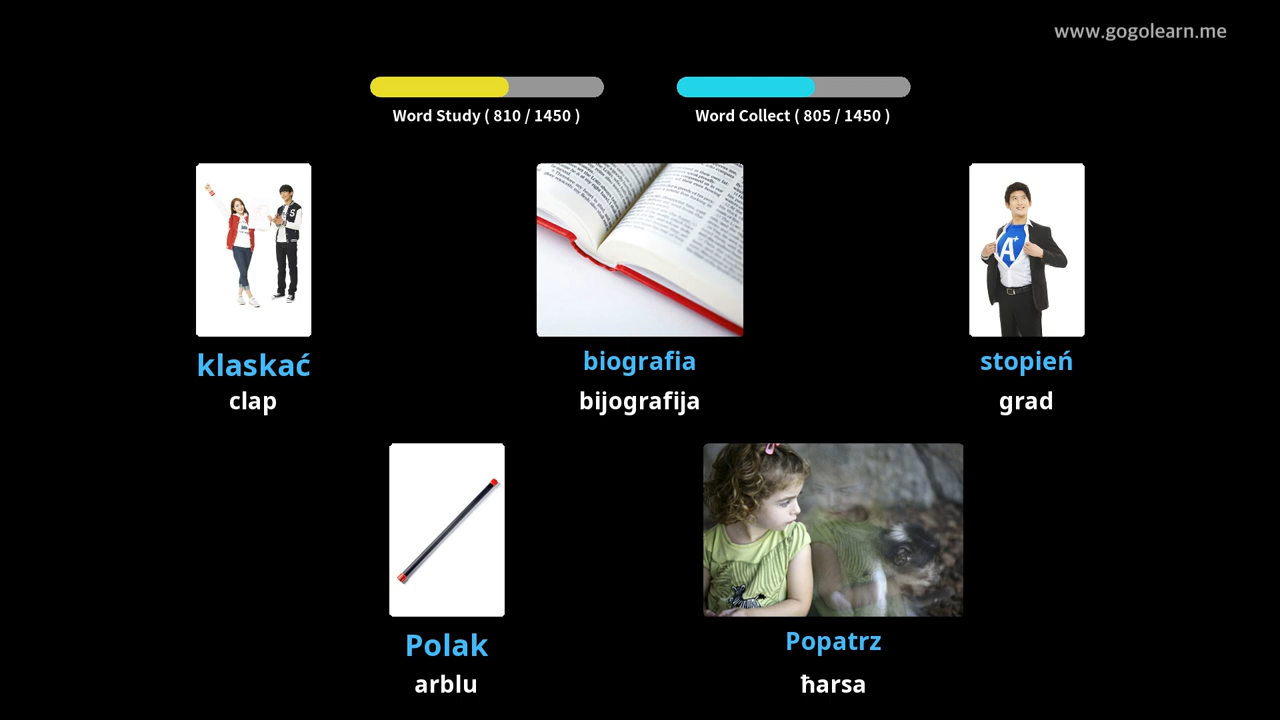 www.gogolearn.me
Word Study ( 810 / 1450 )
Word Collect ( 805 / 1450 )
klaskać
clap
biografia
bijografija
stopień
grad
Polak
arblu
Popatrz
ħarsa